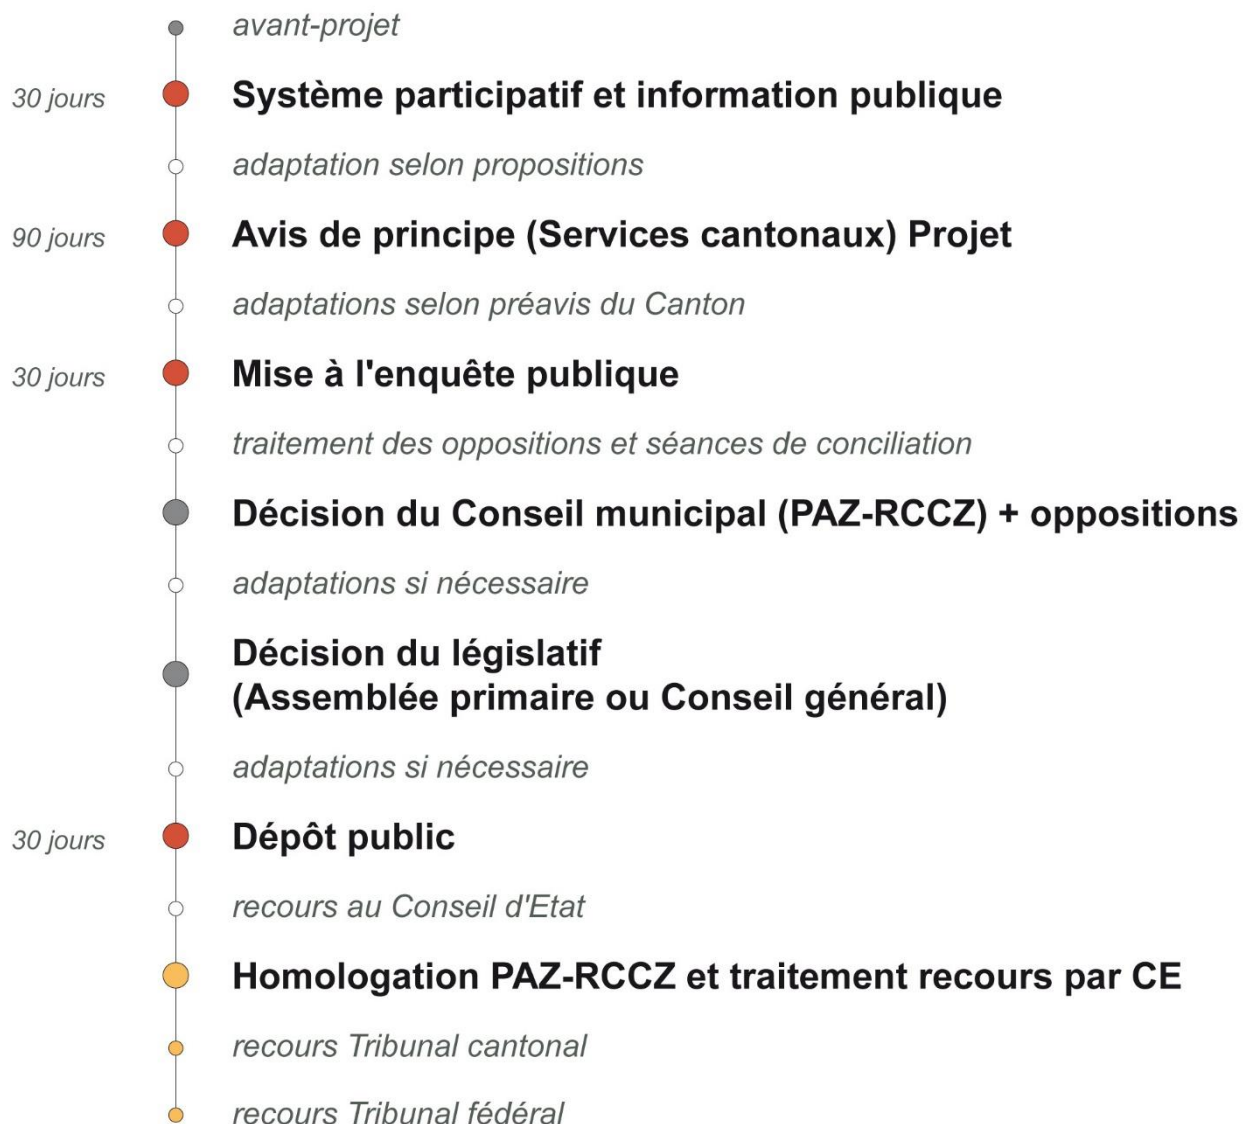 avant-projet
30 jours
Système participatif et information publique
adaptation selon propositions
90 jours
Avis de principe (Services cantonaux) Projet
adaptations selon préavis du Canton
30 jours
Mise à l'enquête publique
traitement des oppositions et séances de conciliation
Décision du Conseil municipal (PAZ-RCCZ) + oppositions
adaptations si nécessaire
Décision du législatif
(Assemblée primaire ou Conseil général)
adaptations si nécessaire
30 jours
Dépôt public
recours au Conseil d'Etat
Homologation PAZ-RCCZ et traitement recours par CE
recours Tribunal cantonal
recours Tribunal fédéral